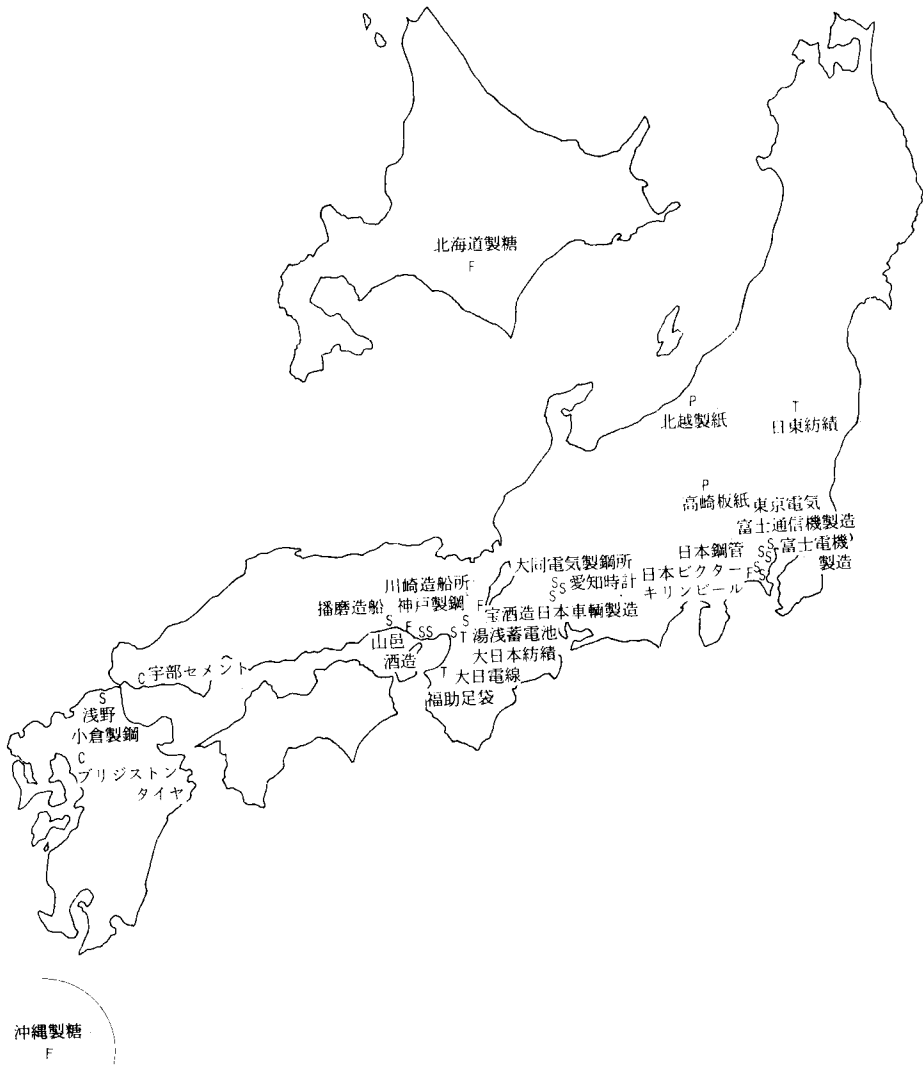 北海道製糖
F
P
北越製紙
T
日東紡績
P
高崎板紙
東京電気
富士通信機製造
S
日本鋼管
S
S
富士電機
製造
日本ビクター
S
F
S
キリンビール
大同電気製鋼所
S
S
愛知時計
S
川崎造船所
播磨造船
神戸製鋼
F
宝酒造
日本車輌製造
S
F
S
S
S
S
T
湯浅蓄電池
山邑
酒造
大日本紡績
T
大日電線
福助足袋
C
宇部セメント
S
浅野
小倉製鋼
C
ブリジストン
タイヤ
沖縄製糖
F